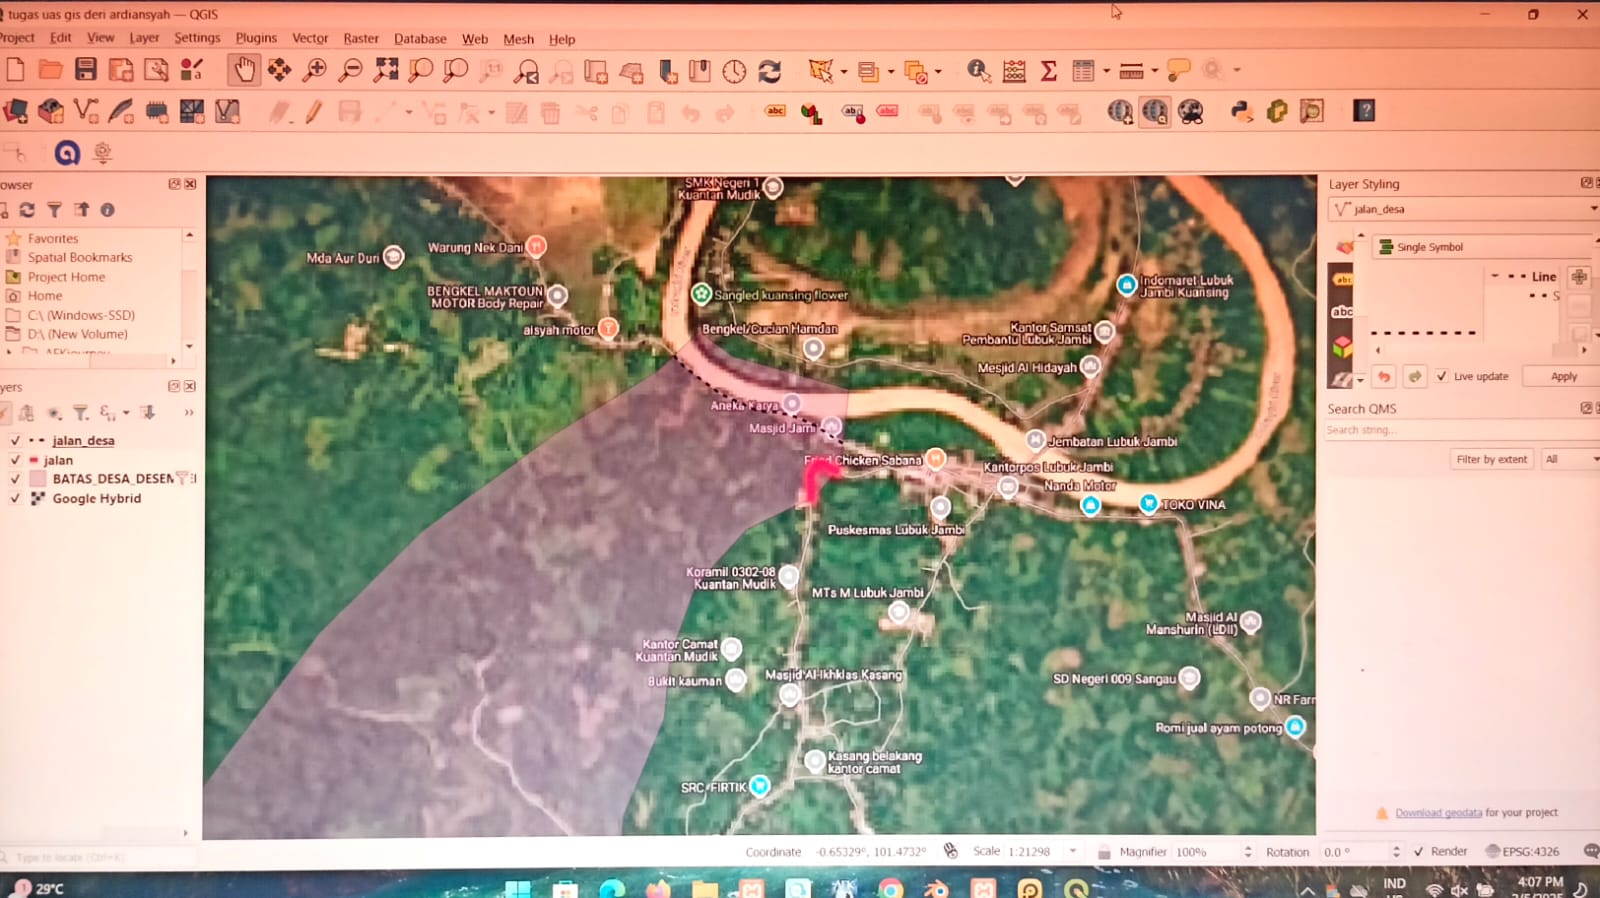 tugas uas gis deri ardiansyah — QGIS
Project Edit View Layer Settings Plugins Vector Raster Database Web Mesh Help
owser
Favorites
Spatial Bookmarks
Project Home
Home
C:\ (Windows-SSD)
D:\ (New Volume)
yers
jalan_desa
jalan
BATAS_DESA_DESEN
Google Hybrid
SMK Negeri 1
Kuantan Mudik
Mda Aur Duri
Warung Nek Dani
BENGKEL MAKTOUN
MOTOR Body Repair
aisyah motor
Sangled kuansing flower
Bengkel/Cucian Hamdan
Indomaret Lubuk
Jambi Kuansing
Kantor Samsat
Pembantu Lubuk Jambi
Mesjid Al Hidayah
Aneka Karya
Masjid Jami
Jembatan Lubuk Jambi
Fried Chicken Sabana
Kantorpos Lubuk Jambi
Nanda Motor
TOKO VINA
Puskesmas Lubuk Jambi
Koramil 0302-08
Kuantan Mudik
MTs M Lubuk Jambi
Masjid Al
Manshurin (LDII)
Kantor Camat
Kuantan Mudik
Bukit kauman
Masjid Al-Ikhklas Kasang
SD Negeri 009 Sangau
NR Farm
Romi jual ayam potong
Kasang belakang
kantor camat
SRC FIRTIK
Layer Styling
jalan_desa
Single Symbol
Line
S
Live update
Apply
Search QMS
Search string...
Filter by extent All
Download geodata for your project
Type to locate (Ctrl+K)
Coordinate -0.65329°, 101.4732° Scale 1:21298 Magnifier 100% Rotation 0.0 ° Render EPSG:4326
29°C
IND
4:07 PM